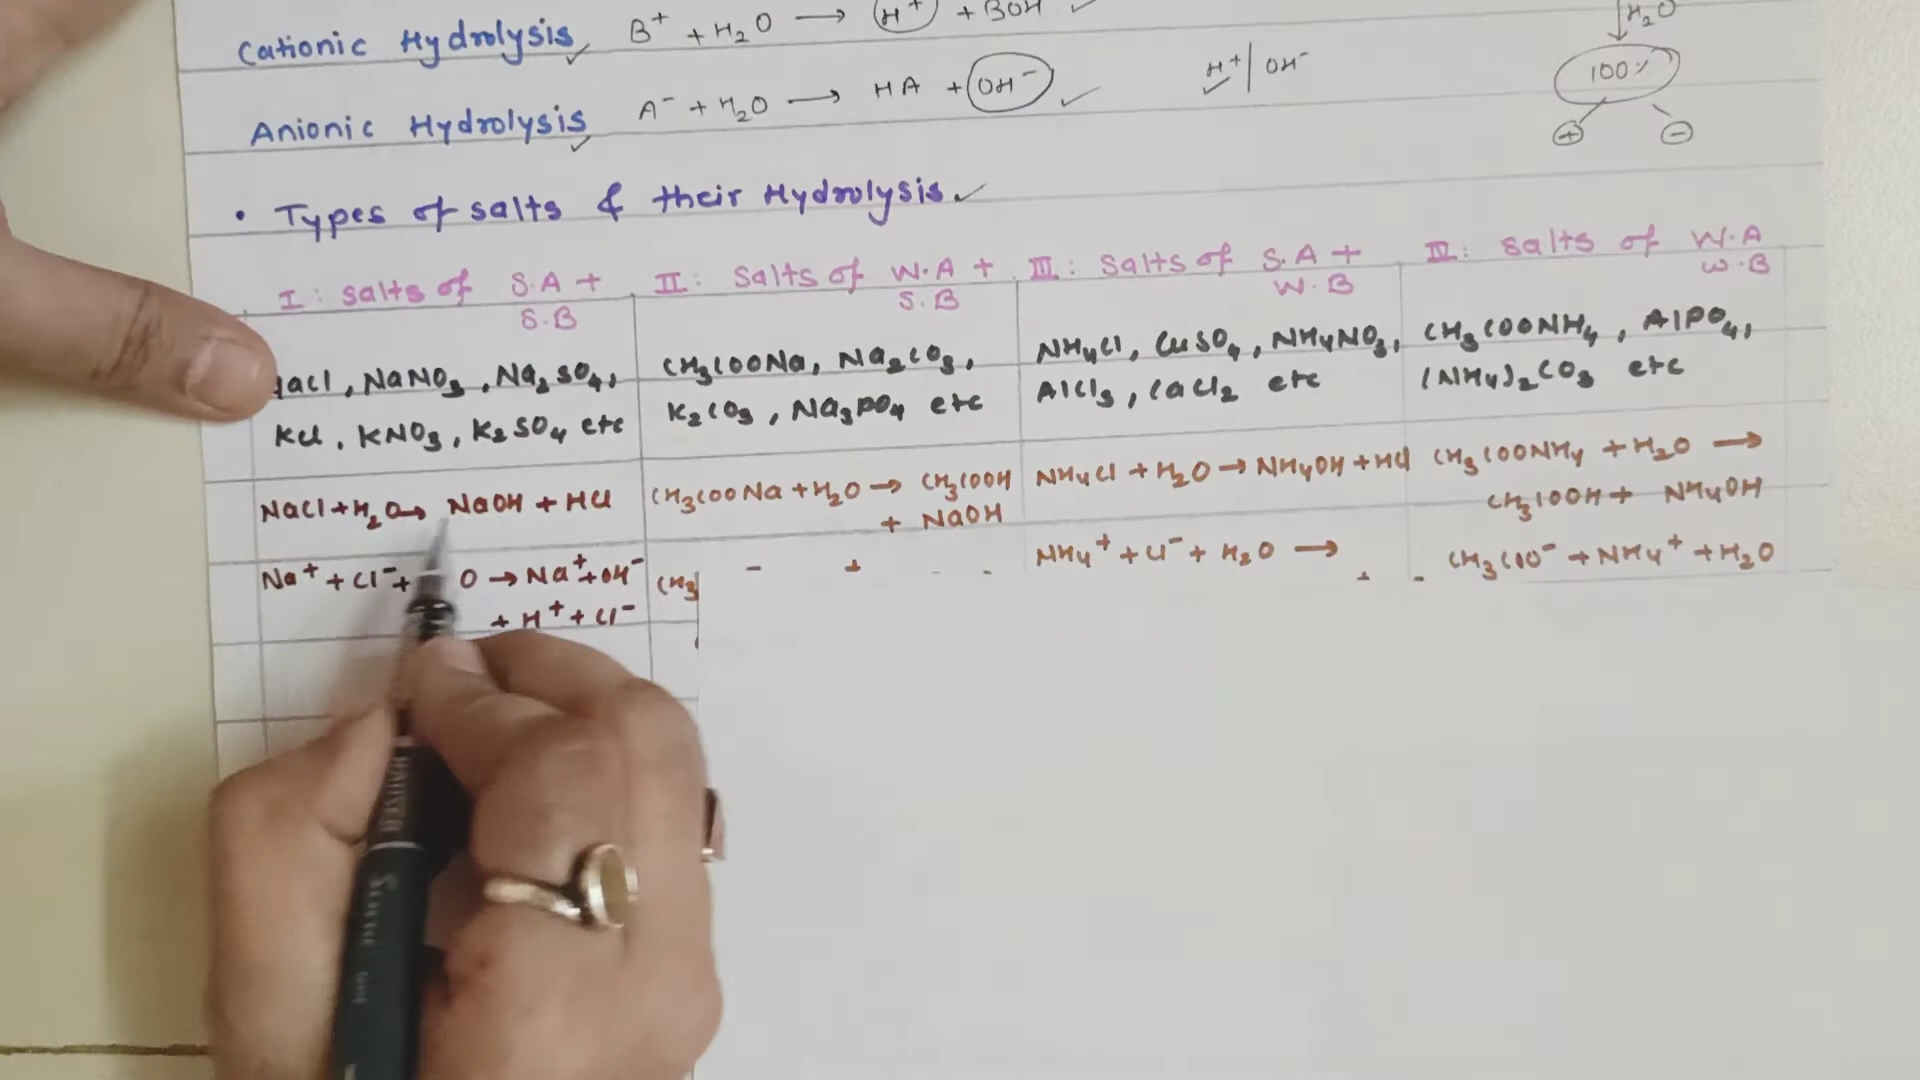 Cationic Hydrolysis B⁺ + H₂O → H⁺ + BOH
H₂O
Anionic Hydrolysis A⁻ + H₂O → HA + OH⁻
H⁺ | OH⁻
100%
+ −
• Types of salts & their Hydrolysis
I : Salts of S.A + S.B
II : Salts of W.A + S.B
III : Salts of S.A + W.B
IV : Salts of W.A W.B
NaCl, NaNO₃, Na₂SO₄,
KCl, KNO₃, K₂SO₄ etc
CH₃COONa, Na₂CO₃,
K₂CO₃, Na₃PO₄ etc
NH₄Cl, CuSO₄, NH₄NO₃,
AlCl₃, CaCl₂ etc
CH₃COONH₄, AlPO₄,
(NH₄)₂CO₃ etc
NaCl + H₂O → NaOH + HCl
CH₃COONa + H₂O → CH₃COOH
+ NaOH
NH₄Cl + H₂O → NH₄OH + HCl
CH₃COONH₄ + H₂O →
CH₃COOH + NH₄OH
Na⁺ + Cl⁻ + O → Na⁺ + OH⁻
+ H⁺ + Cl⁻
(CH₃
NH₄⁺ + Cl⁻ + H₂O →
CH₃COO⁻ + NH₄⁺ + H₂O